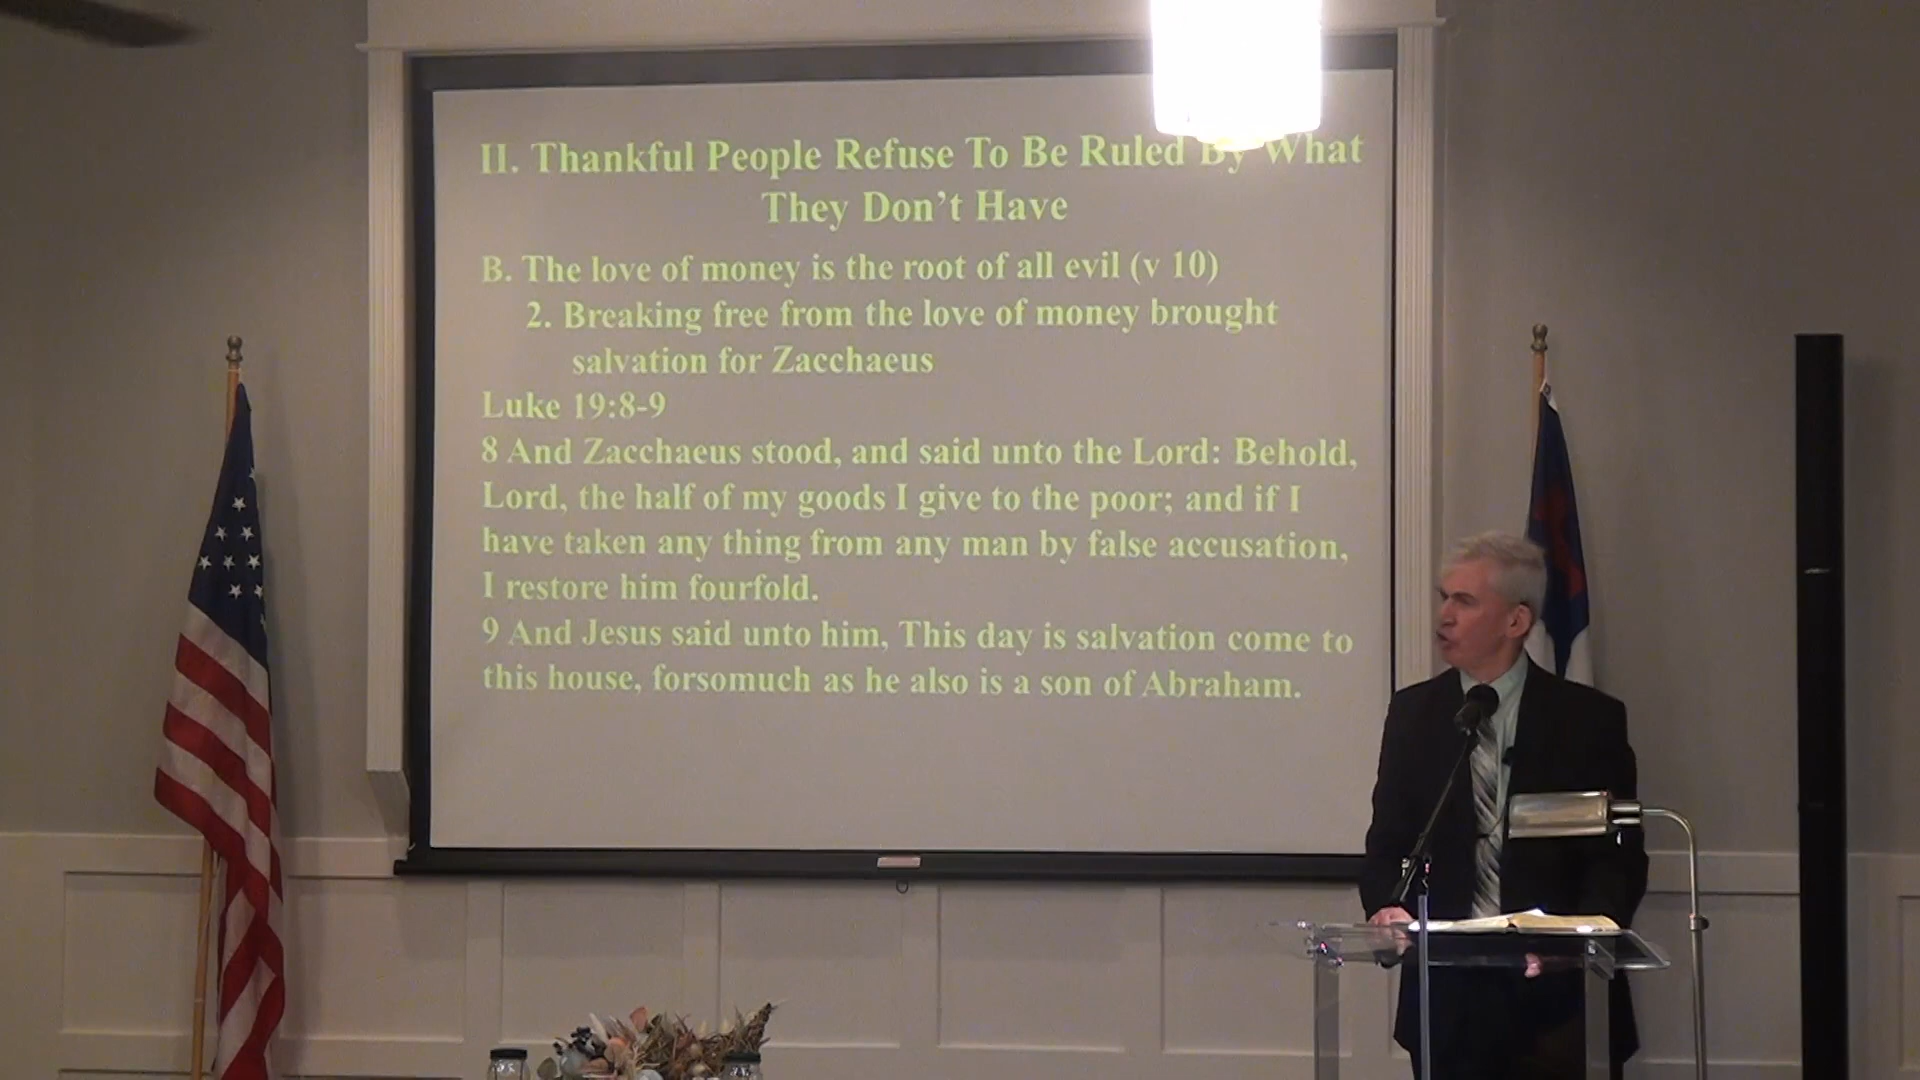 II. Thankful People Refuse To Be Ruled By What
They Don't Have
B. The love of money is the root of all evil (v 10)
2. Breaking free from the love of money brought
salvation for Zacchaeus
Luke 19:8-9
8 And Zacchaeus stood, and said unto the Lord: Behold,
Lord, the half of my goods I give to the poor; and if I
have taken any thing from any man by false accusation,
I restore him fourfold.
9 And Jesus said unto him, This day is salvation come to
this house, forsomuch as he also is a son of Abraham.